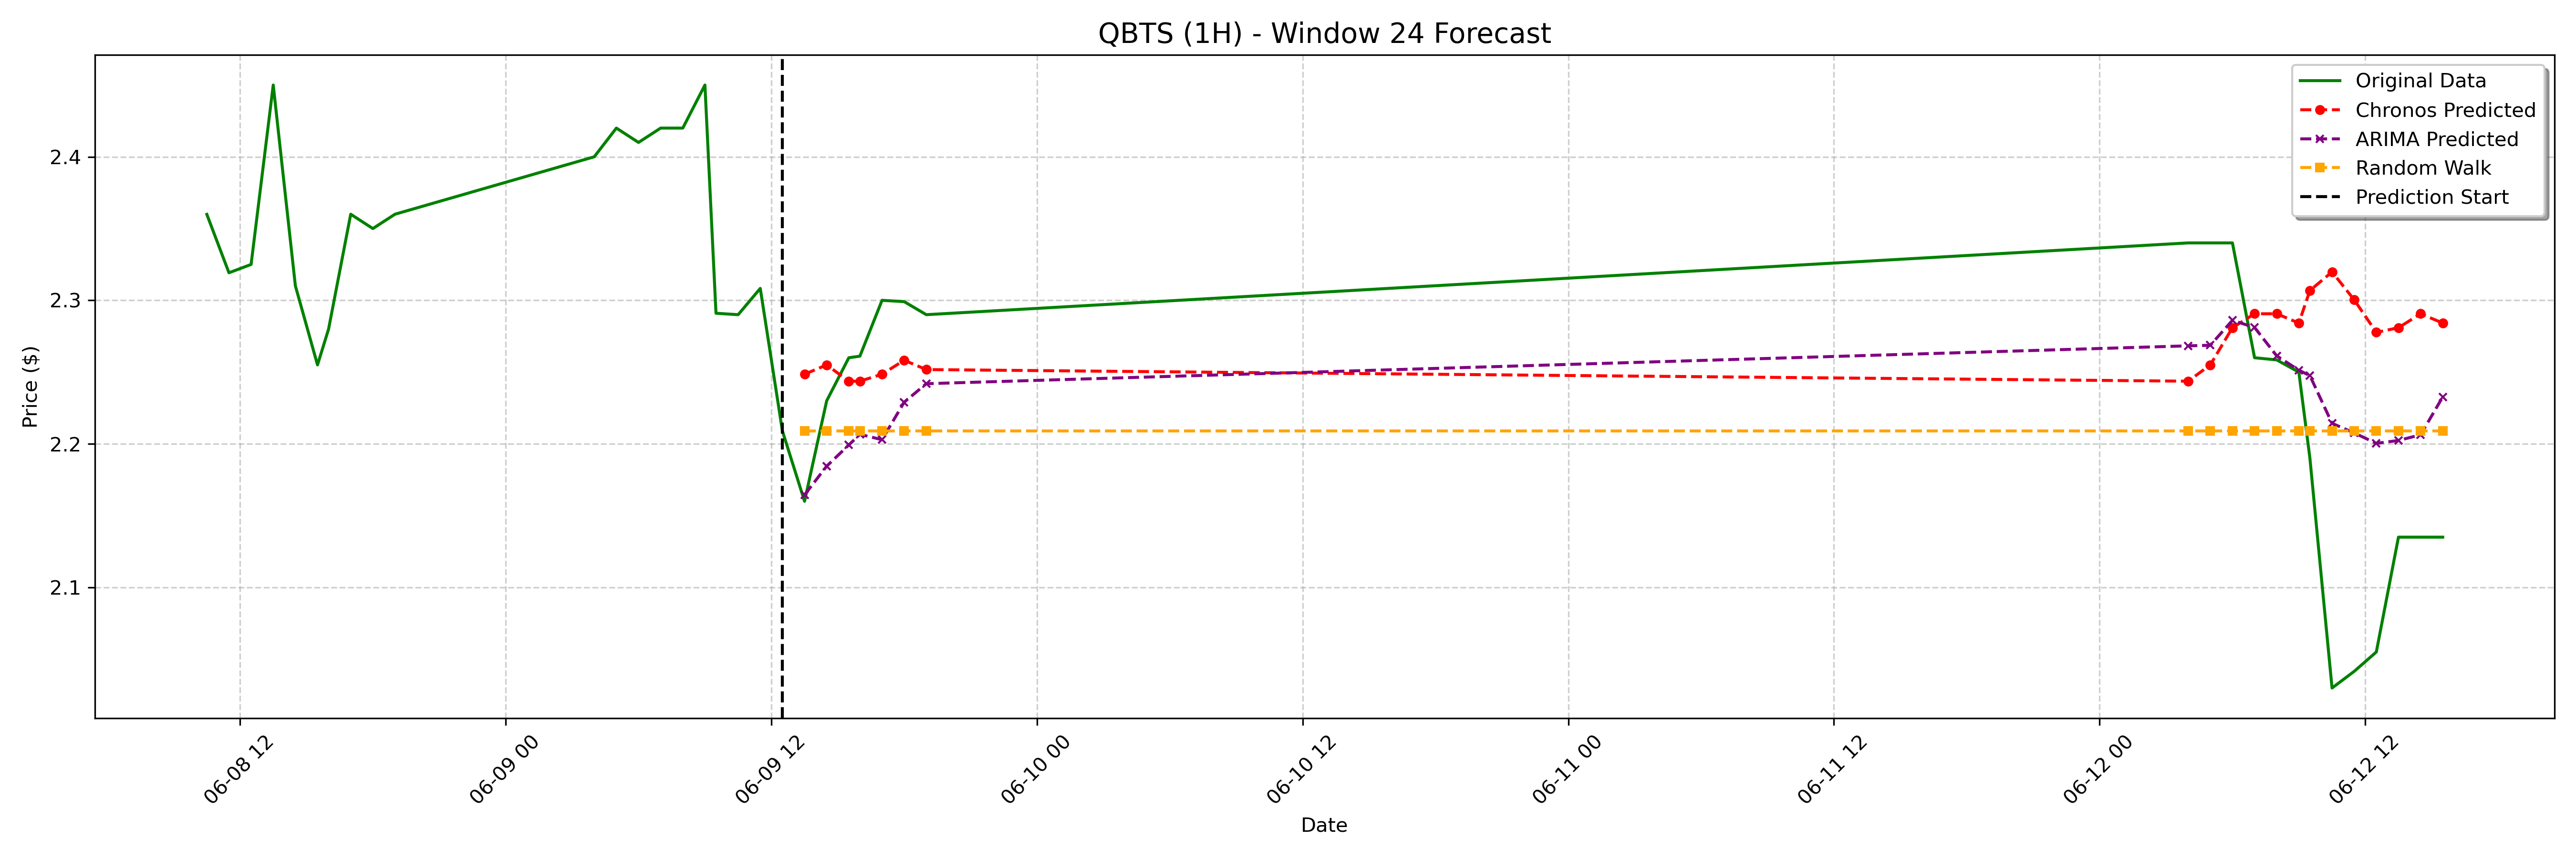 QBTS (1H) - Window 24 Forecast
Original Data
Chronos Predicted
ARIMA Predicted
Random Walk
Prediction Start
Price ($)
2.4
2.3
2.2
2.1
06-08 12
06-09 00
06-09 12
06-10 00
06-10 12
06-11 00
06-11 12
06-12 00
06-12 12
Date